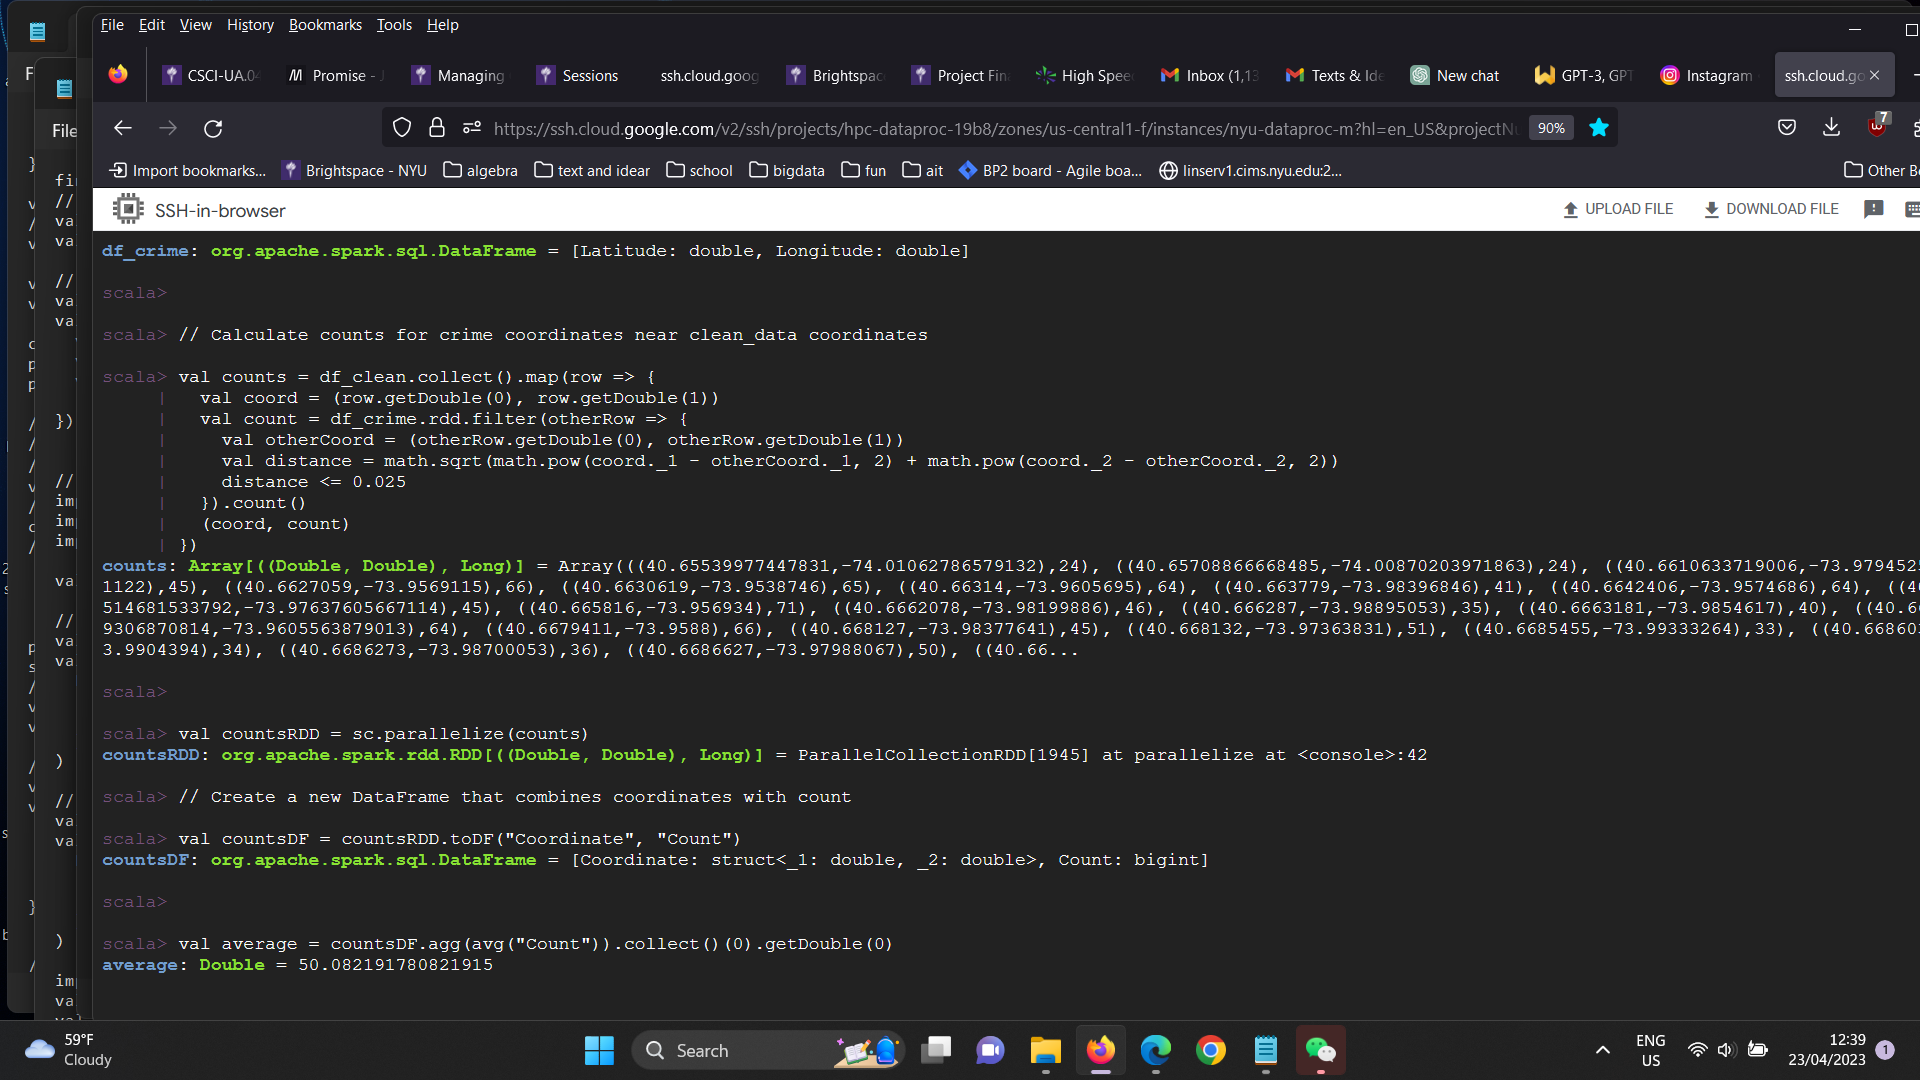 File Edit View History Bookmarks Tools Help
CSCI-UA.04 Promise - J Managing Sessions ssh.cloud.goog Brightspac Project Fina High Spee Inbox (1,13 Texts & Ide New chat GPT-3, GPT Instagram ssh.cloud.go
https://ssh.cloud.google.com/v2/ssh/projects/hpc-dataproc-19b8/zones/us-central1-f/instances/nyu-dataproc-m?hl=en_US&projectNu 90% 7
Import bookmarks... Brightspace - NYU algebra text and idear school bigdata fun ait BP2 board - Agile boa... linserv1.cims.nyu.edu:2... Other Bo
SSH-in-browser UPLOAD FILE DOWNLOAD FILE
df_crime: org.apache.spark.sql.DataFrame = [Latitude: double, Longitude: double]
scala>
scala> // Calculate counts for crime coordinates near clean_data coordinates
scala> val counts = df_clean.collect().map(row => {
| val coord = (row.getDouble(0), row.getDouble(1))
| val count = df_crime.rdd.filter(otherRow => {
| val otherCoord = (otherRow.getDouble(0), otherRow.getDouble(1))
| val distance = math.sqrt(math.pow(coord._1 - otherCoord._1, 2) + math.pow(coord._2 - otherCoord._2, 2))
| distance <= 0.025
| }).count()
| (coord, count)
| })
counts: Array[((Double, Double), Long)] = Array(((40.65539977447831,-74.01062786579132),24), ((40.65708866668485,-74.00870203971863),24), ((40.6610633719006,-73.9794525
1122),45), ((40.6627059,-73.9569115),66), ((40.6630619,-73.9538746),65), ((40.66314,-73.9605695),64), ((40.663779,-73.98396846),41), ((40.6642406,-73.9574686),64), ((4
514681533792,-73.97637605667114),45), ((40.665816,-73.956934),71), ((40.6662078,-73.98199886),46), ((40.666287,-73.98895053),35), ((40.6663181,-73.9854617),40), ((40.6
9306870814,-73.9605563879013),64), ((40.6679411,-73.9588),66), ((40.668127,-73.98377641),45), ((40.668132,-73.97363831),51), ((40.6685455,-73.99333264),33), ((40.668603
3.9904394),34), ((40.6686273,-73.98700053),36), ((40.6686627,-73.97988067),50), ((40.66...
scala>
scala> val countsRDD = sc.parallelize(counts)
countsRDD: org.apache.spark.rdd.RDD[((Double, Double), Long)] = ParallelCollectionRDD[1945] at parallelize at <console>:42
scala> // Create a new DataFrame that combines coordinates with count
scala> val countsDF = countsRDD.toDF("Coordinate", "Count")
countsDF: org.apache.spark.sql.DataFrame = [Coordinate: struct<_1: double, _2: double>, Count: bigint]
scala>
scala> val average = countsDF.agg(avg("Count")).collect()(0).getDouble(0)
average: Double = 50.082191780821915
59°F
Cloudy
Search
ENG
US
12:39
23/04/2023
1